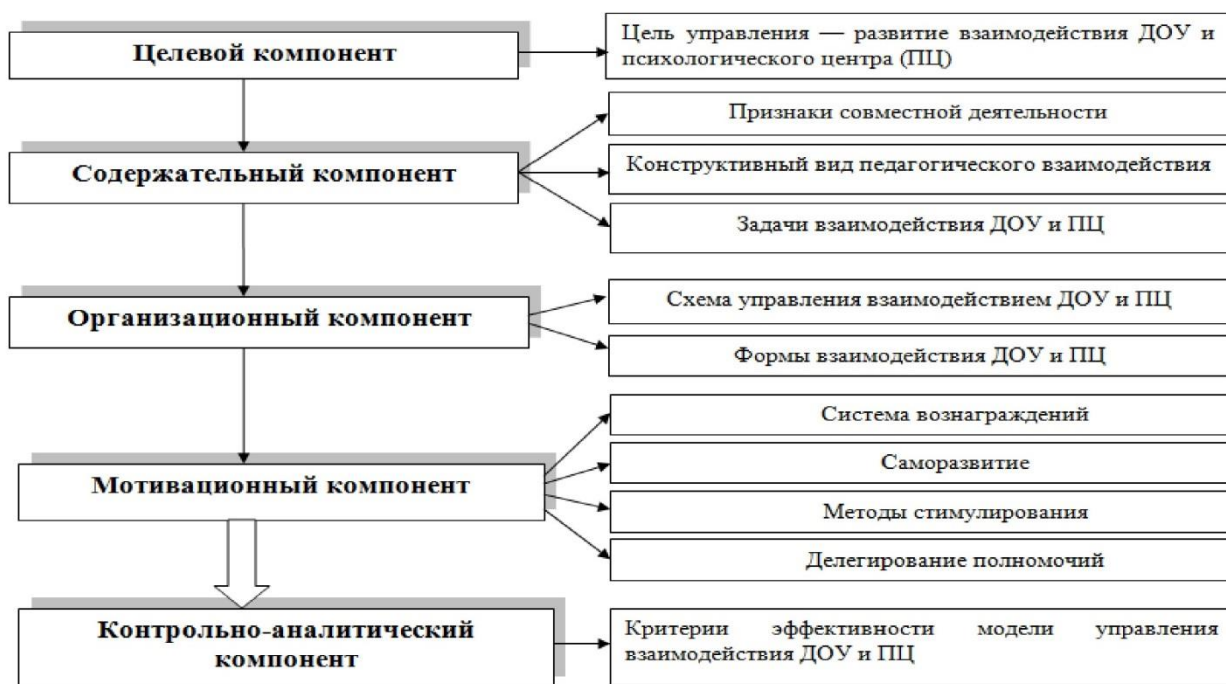 Целевой компонент
Цель управления — развитие взаимодействия ДОУ и
психологического центра (ПЦ)
Содержательный компонент
Признаки совместной деятельности
Конструктивный вид педагогического взаимодействия
Задачи взаимодействия ДОУ и ПЦ
Организационный компонент
Схема управления взаимодействием ДОУ и ПЦ
Формы взаимодействия ДОУ и ПЦ
Мотивационный компонент
Система вознаграждений
Саморазвитие
Методы стимулирования
Делегирование полномочий
Контрольно-аналитический
компонент
Критерии эффективности модели управления
взаимодействия ДОУ и ПЦ